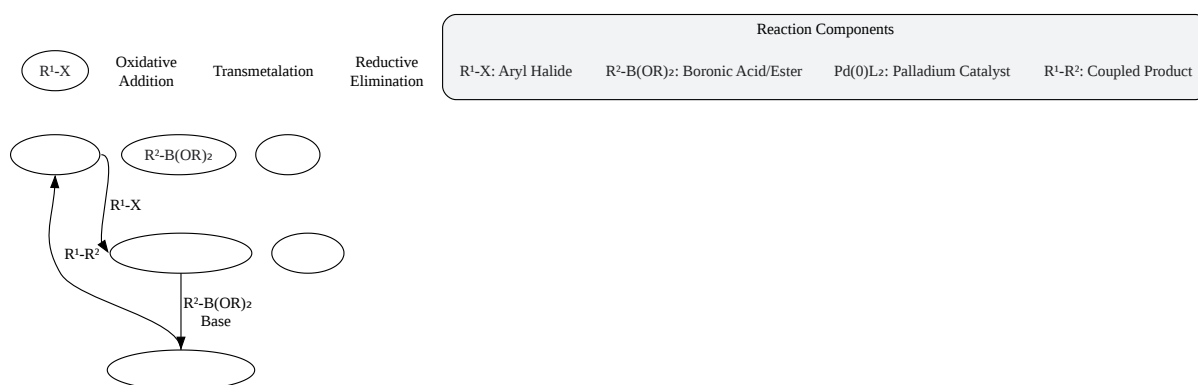 Reaction Components
R¹-X
Oxidative
Addition
Transmetalation
Reductive
Elimination
R¹-X: Aryl Halide
R²-B(OR)₂: Boronic Acid/Ester
Pd(0)L₂: Palladium Catalyst
R¹-R²: Coupled Product
R²-B(OR)₂
R¹-X
R¹-R²
R²-B(OR)₂
Base